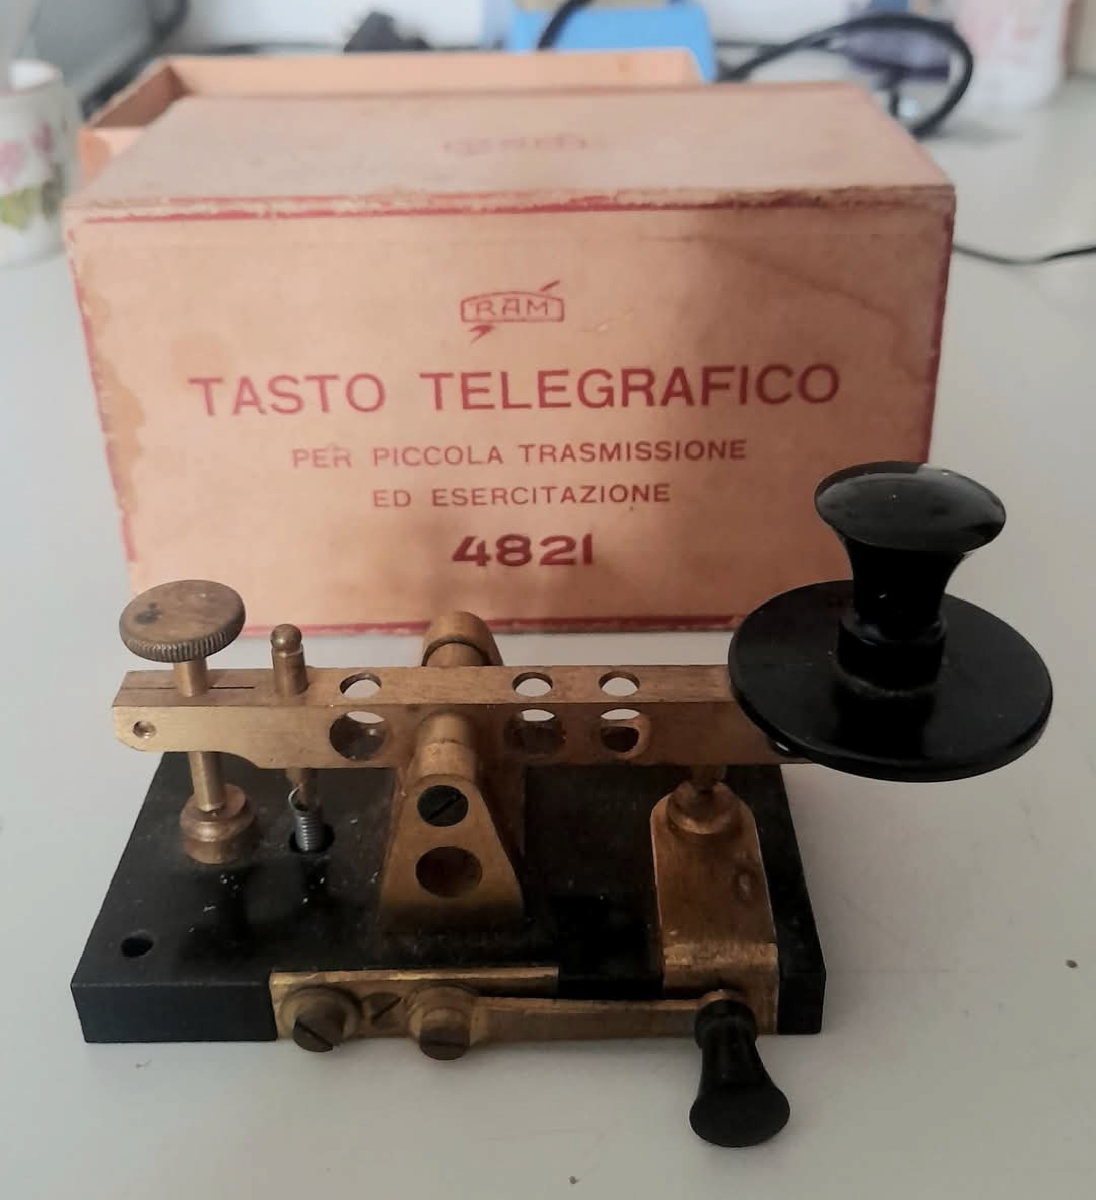 RAM
TASTO TELEGRAFICO
PER PICCOLA TRASMISSIONE
ED ESERCITAZIONE
4821